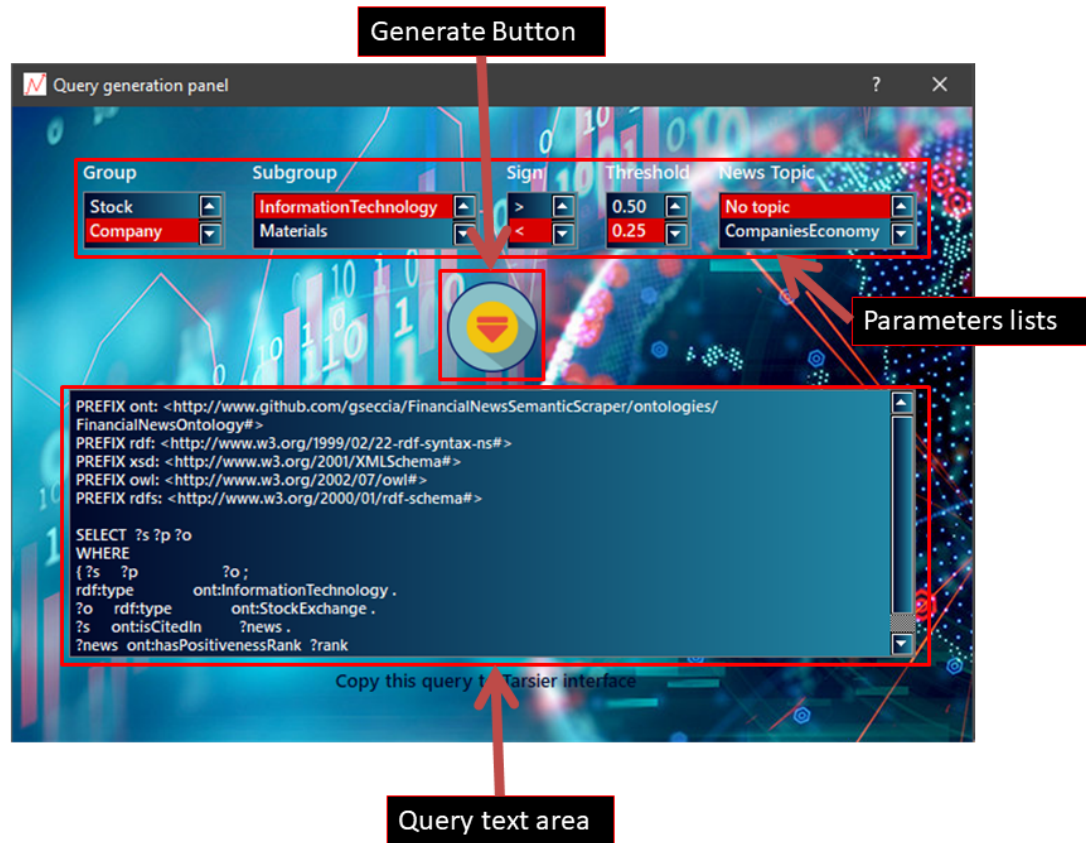 Generate Button
Query generation panel ? ×
Group Subgroup Sign Threshold News Topic
Stock InformationTechnology > 0.50 No topic
Company Materials < 0.25 CompaniesEconomy
Parameters lists
PREFIX ont: <http://www.github.com/gseccia/FinancialNewsSemanticScraper/ontologies/
FinancialNewsOntology#>
PREFIX rdf: <http://www.w3.org/1999/02/22-rdf-syntax-ns#>
PREFIX xsd: <http://www.w3.org/2001/XMLSchema#>
PREFIX owl: <http://www.w3.org/2002/07/owl#>
PREFIX rdfs: <http://www.w3.org/2000/01/rdf-schema#>
SELECT ?s ?p ?o
WHERE
{ ?s ?p ?o ;
rdf:type ont:InformationTechnology .
?o rdf:type ont:StockExchange .
?s ont:isCitedIn ?news .
?news ont:hasPositivenessRank ?rank
Copy this query to Tarsier interface
Query text area